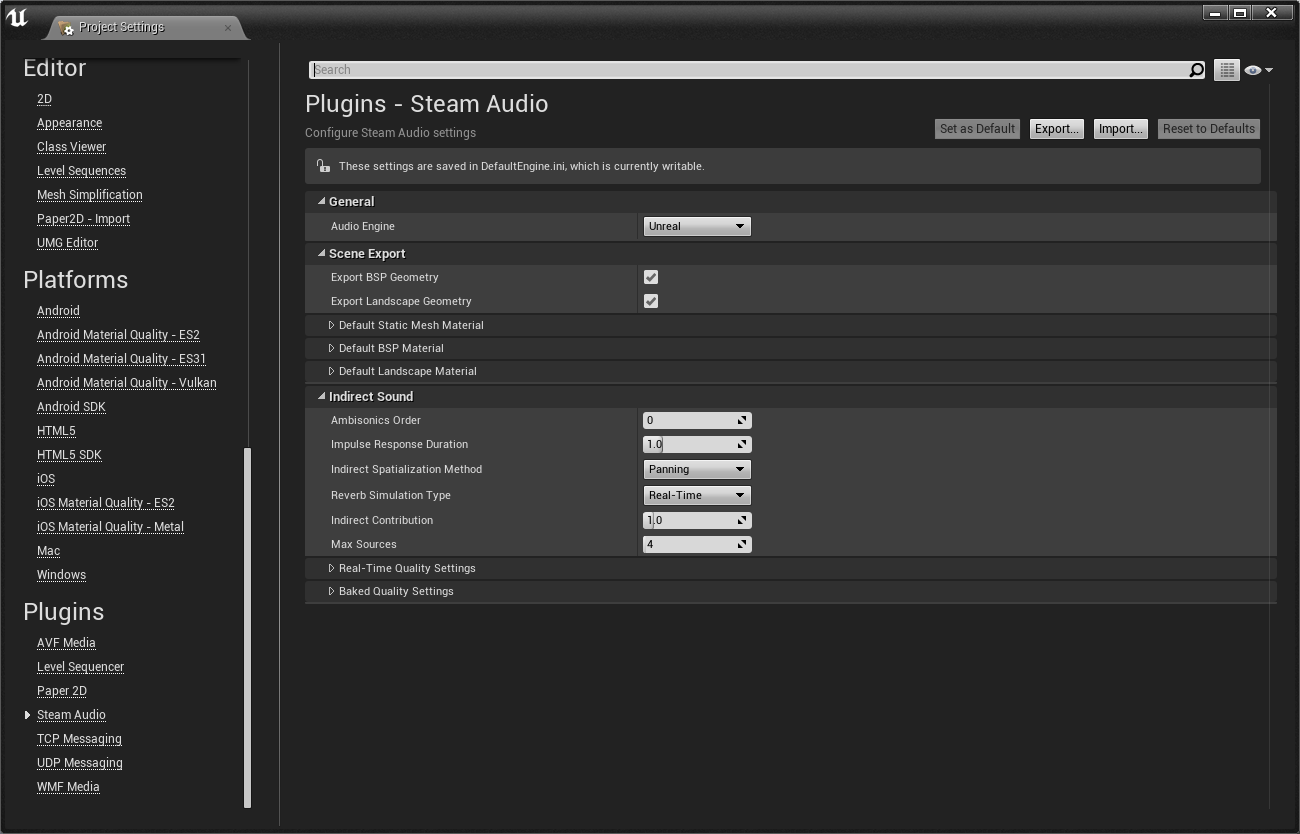 Project Settings
Editor
2D
Appearance
Class Viewer
Level Sequences
Mesh Simplification
Paper2D - Import
UMG Editor
Platforms
Android
Android Material Quality - ES2
Android Material Quality - ES31
Android Material Quality - Vulkan
Android SDK
HTML5
HTML5 SDK
iOS
iOS Material Quality - ES2
iOS Material Quality - Metal
Mac
Windows
Plugins
AVF Media
Level Sequencer
Paper 2D
Steam Audio
TCP Messaging
UDP Messaging
WMF Media
Search
Plugins - Steam Audio
Configure Steam Audio settings
Set as Default Export... Import... Reset to Defaults
These settings are saved in DefaultEngine.ini, which is currently writable.
General
Audio Engine Unreal
Scene Export
Export BSP Geometry
Export Landscape Geometry
Default Static Mesh Material
Default BSP Material
Default Landscape Material
Indirect Sound
Ambisonics Order 0
Impulse Response Duration 1.0
Indirect Spatialization Method Panning
Reverb Simulation Type Real-Time
Indirect Contribution 1.0
Max Sources 4
Real-Time Quality Settings
Baked Quality Settings